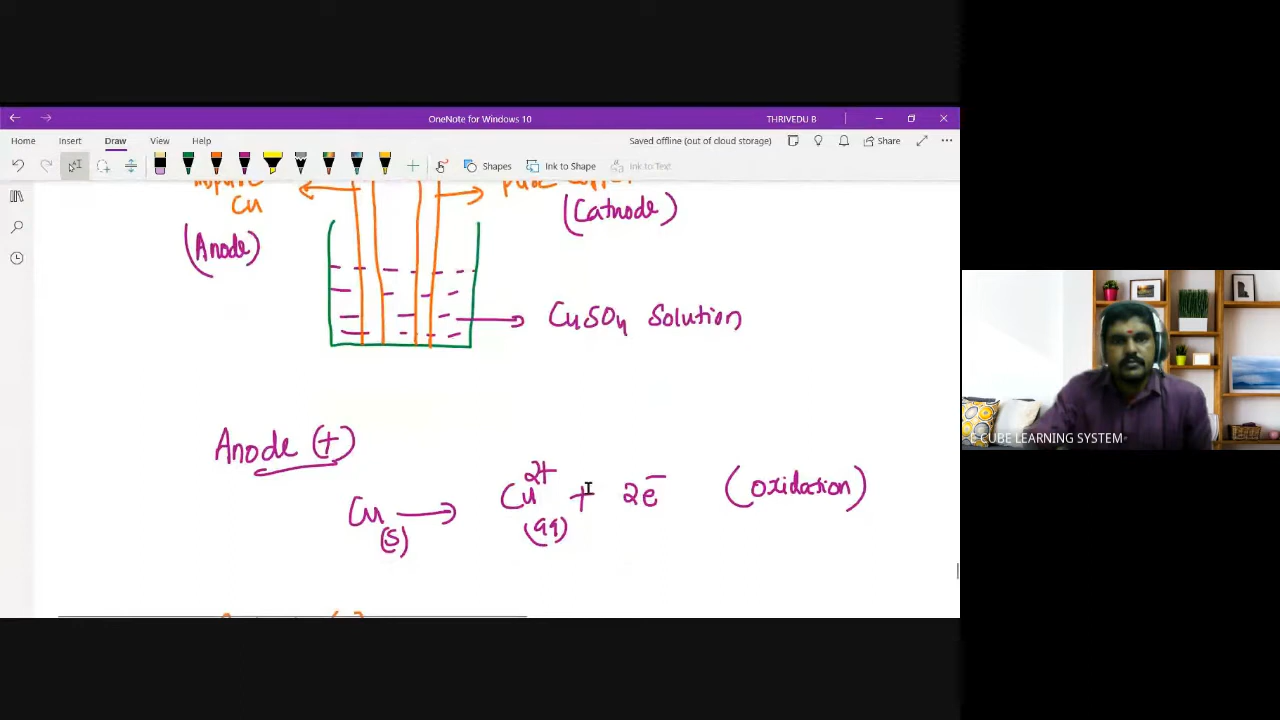 OneNote for Windows 10
THRIVEDU B
Home Insert Draw View Help
Saved offline (out of cloud storage)
Share
Shapes
Ink to Shape
Ink to Text
Cu
(Anode)
(Cathode)
CuSO4 Solution
Anode (+)
Cu(s) → Cu2+(aq) + 2e− (oxidation)
E CUBE LEARNING SYSTEM